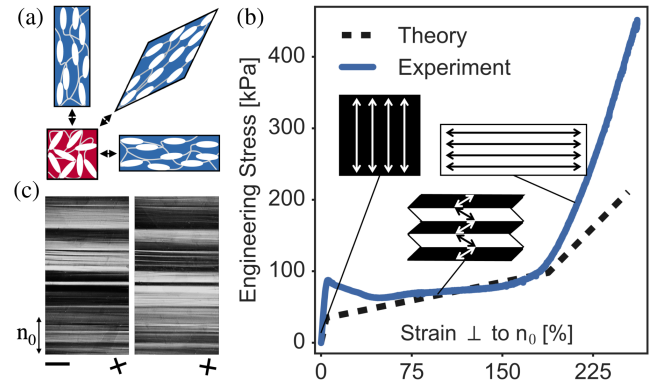 (a)
(b)
Engineering Stress [kPa]
400
300
200
100
0
Theory
Experiment
Strain ⊥ to n₀ [%]
0
75
150
225
(c)
n₀